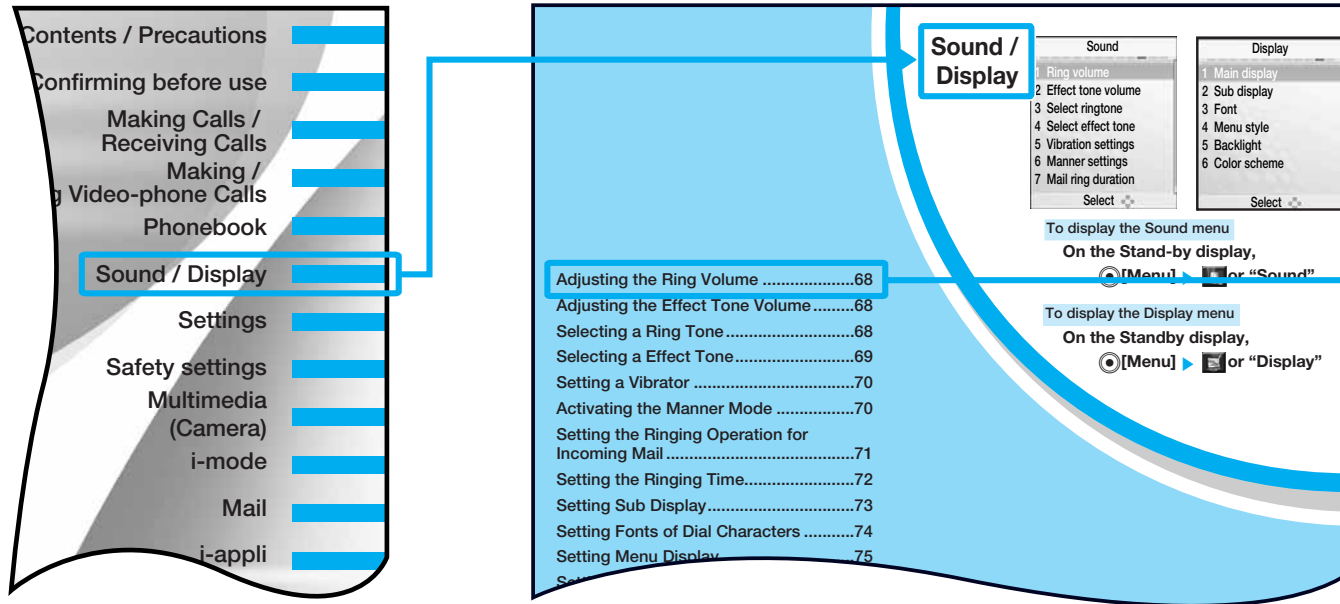 Contents / Precautions
Confirming before use
Making Calls /
Receiving Calls
Making /
Video-phone Calls
Phonebook
Sound / Display
Settings
Safety settings
Multimedia
(Camera)
i-mode
Mail
i-appli
Adjusting the Ring Volume ....................68
Adjusting the Effect Tone Volume .........68
Selecting a Ring Tone............................68
Selecting a Effect Tone..........................69
Setting a Vibrator ...................................70
Activating the Manner Mode .................70
Setting the Ringing Operation for
Incoming Mail.........................................71
Setting the Ringing Time........................72
Setting Sub Display................................73
Setting Fonts of Dial Characters ...........74
Setting Menu Display.............................75
Sound /
Display
Sound
1 Ring volume
2 Effect tone volume
3 Select ringtone
4 Select effect tone
5 Vibration settings
6 Manner settings
7 Mail ring duration
Select
Display
1 Main display
2 Sub display
3 Font
4 Menu style
5 Backlight
6 Color scheme
Select
To display the Sound menu
On the Stand-by display,
[Menu] or “Sound”
To display the Display menu
On the Standby display,
[Menu] or “Display”